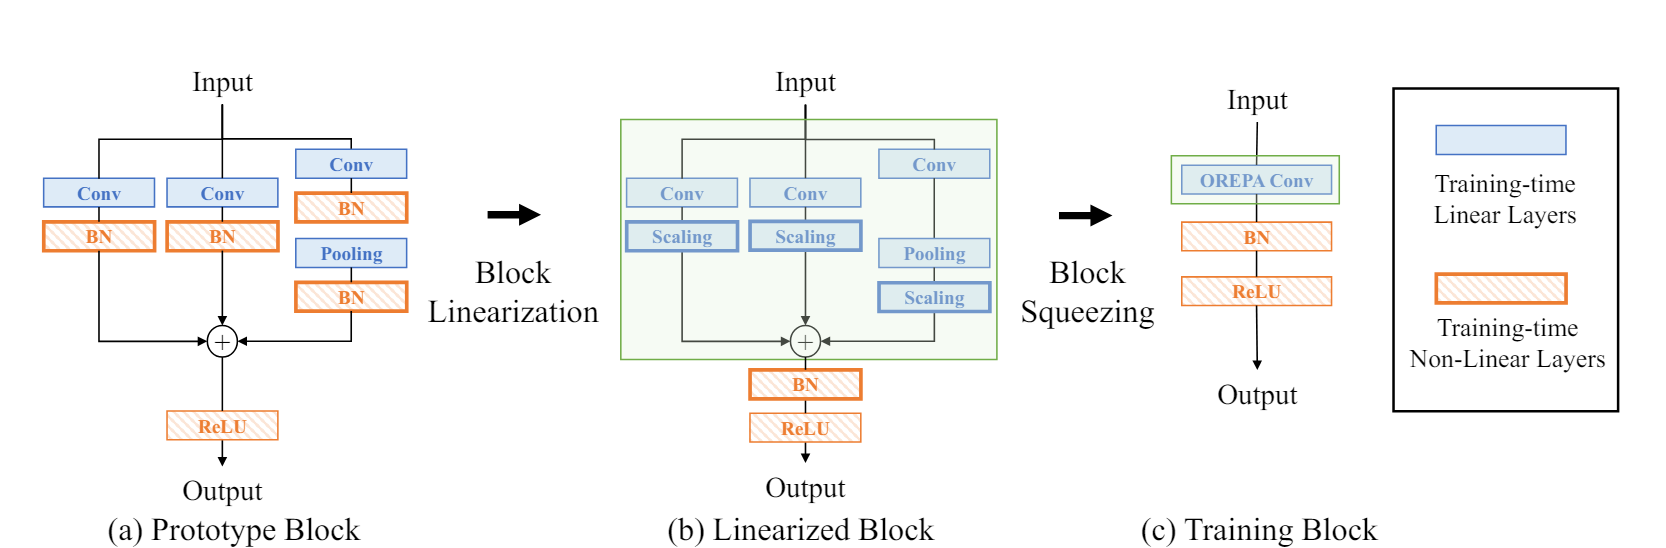 Input
Conv
Conv
Conv
BN
BN
BN
Pooling
BN
+
ReLU
Output
(a) Prototype Block
Block
Linearization
Input
Conv
Conv
Conv
Scaling
Scaling
Pooling
Scaling
+
BN
ReLU
Output
(b) Linearized Block
Block
Squeezing
Input
OREPA Conv
BN
ReLU
Output
(c) Training Block
Training-time
Linear Layers
Training-time
Non-Linear Layers